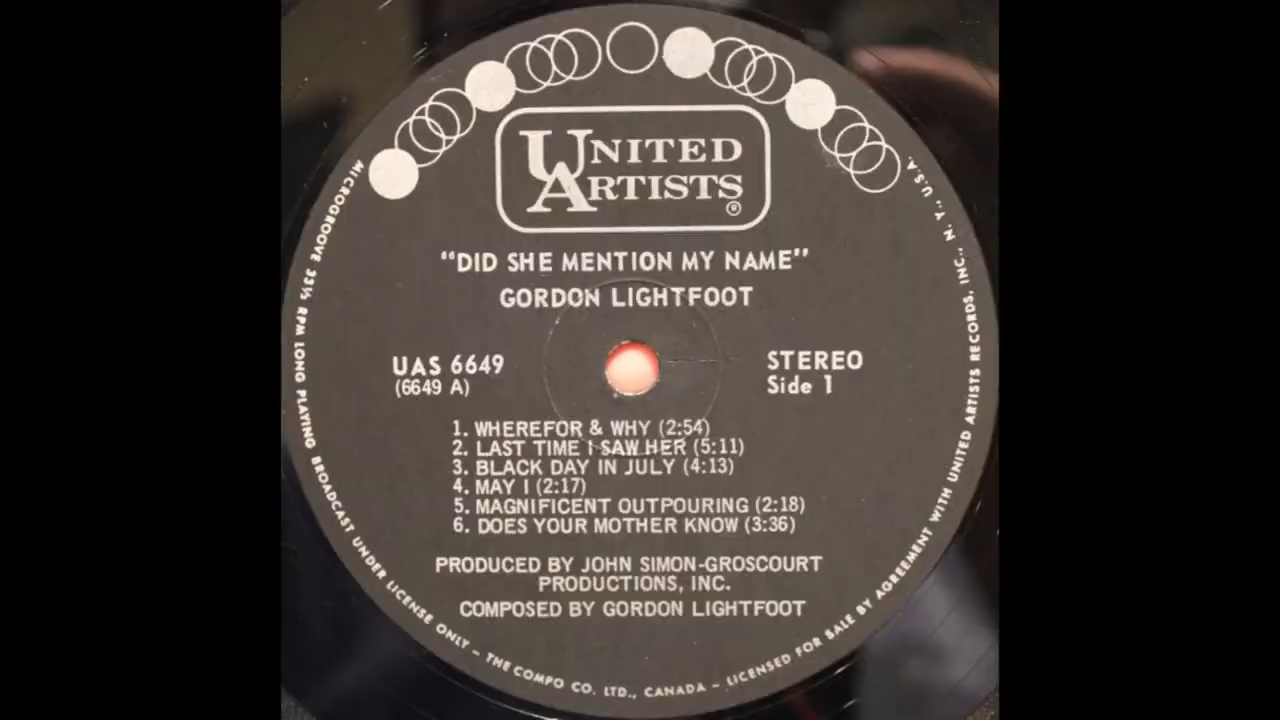 UNITED
ARTISTS®
"DID SHE MENTION MY NAME"
GORDON LIGHTFOOT
UAS 6649
(6649 A)
STEREO
Side 1
1. WHEREFOR & WHY (2:54)
2. LAST TIME I SAW HER (5:11)
3. BLACK DAY IN JULY (4:13)
4. MAY I (2:17)
5. MAGNIFICENT OUTPOURING (2:18)
6. DOES YOUR MOTHER KNOW (3:36)
PRODUCED BY JOHN SIMON-GROSCOURT
PRODUCTIONS, INC.
COMPOSED BY GORDON LIGHTFOOT
MICROGROOVE 33⅓ RPM LONG PLAYING BROADCAST UNDER LICENSE ONLY – THE COMPO CO. LTD., CANADA – LICENSED FOR SALE BY AGREEMENT WITH UNITED ARTISTS RECORDS, INC., N. Y., U.S.A.